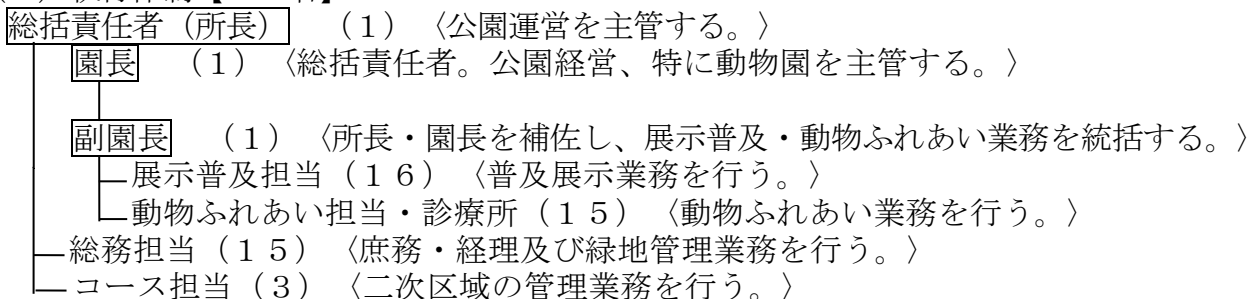 総括責任者（所長）　（１）〈公園運営を主管する。〉
園長　（１）〈総括責任者。公園経営、特に動物園を主管する。〉
副園長　（１）〈所長・園長を補佐し、展示普及・動物ふれあい業務を統括する。〉
展示普及担当（１６）〈普及展示業務を行う。〉
動物ふれあい担当・診療所（１５）〈動物ふれあい業務を行う。〉
総務担当（１５）〈庶務・経理及び緑地管理業務を行う。〉
コース担当（３）〈二次区域の管理業務を行う。〉